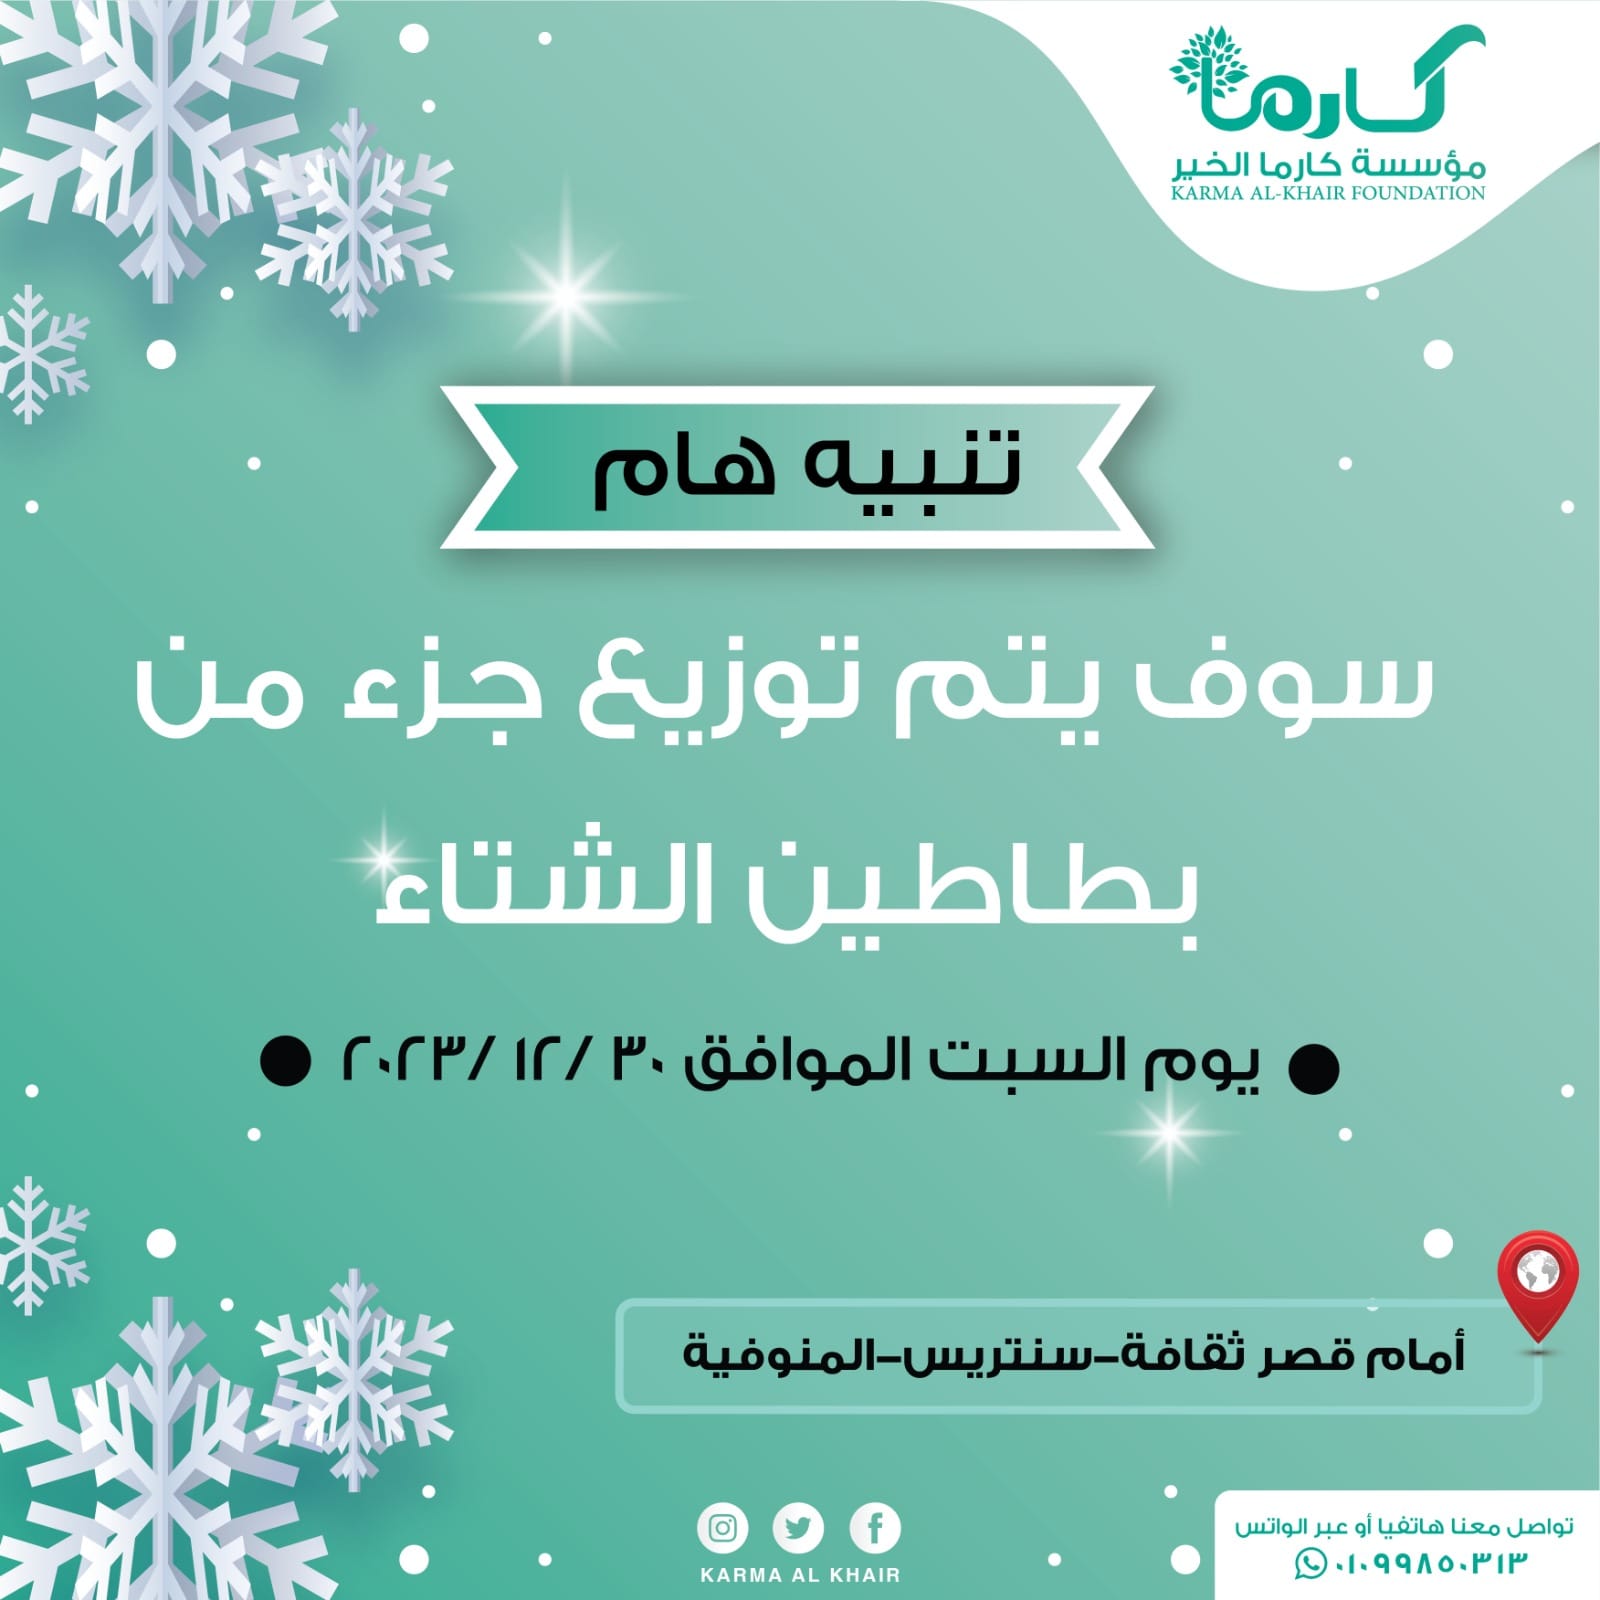 كارما
مؤسسة كارما الخير
KARMA AL-KHAIR FOUNDATION
تنبيه هام
سوف يتم توزيع جزء من
بطاطين الشتاء
يوم السبت الموافق ٣٠ /١٢ /٢٠٢٣
أمام قصر ثقافة-سنتريس-المنوفية
تواصل معنا هاتفيا أو عبر الواتس
٠١٠٩٩٨٥٠٣١٣
KARMA AL KHAIR